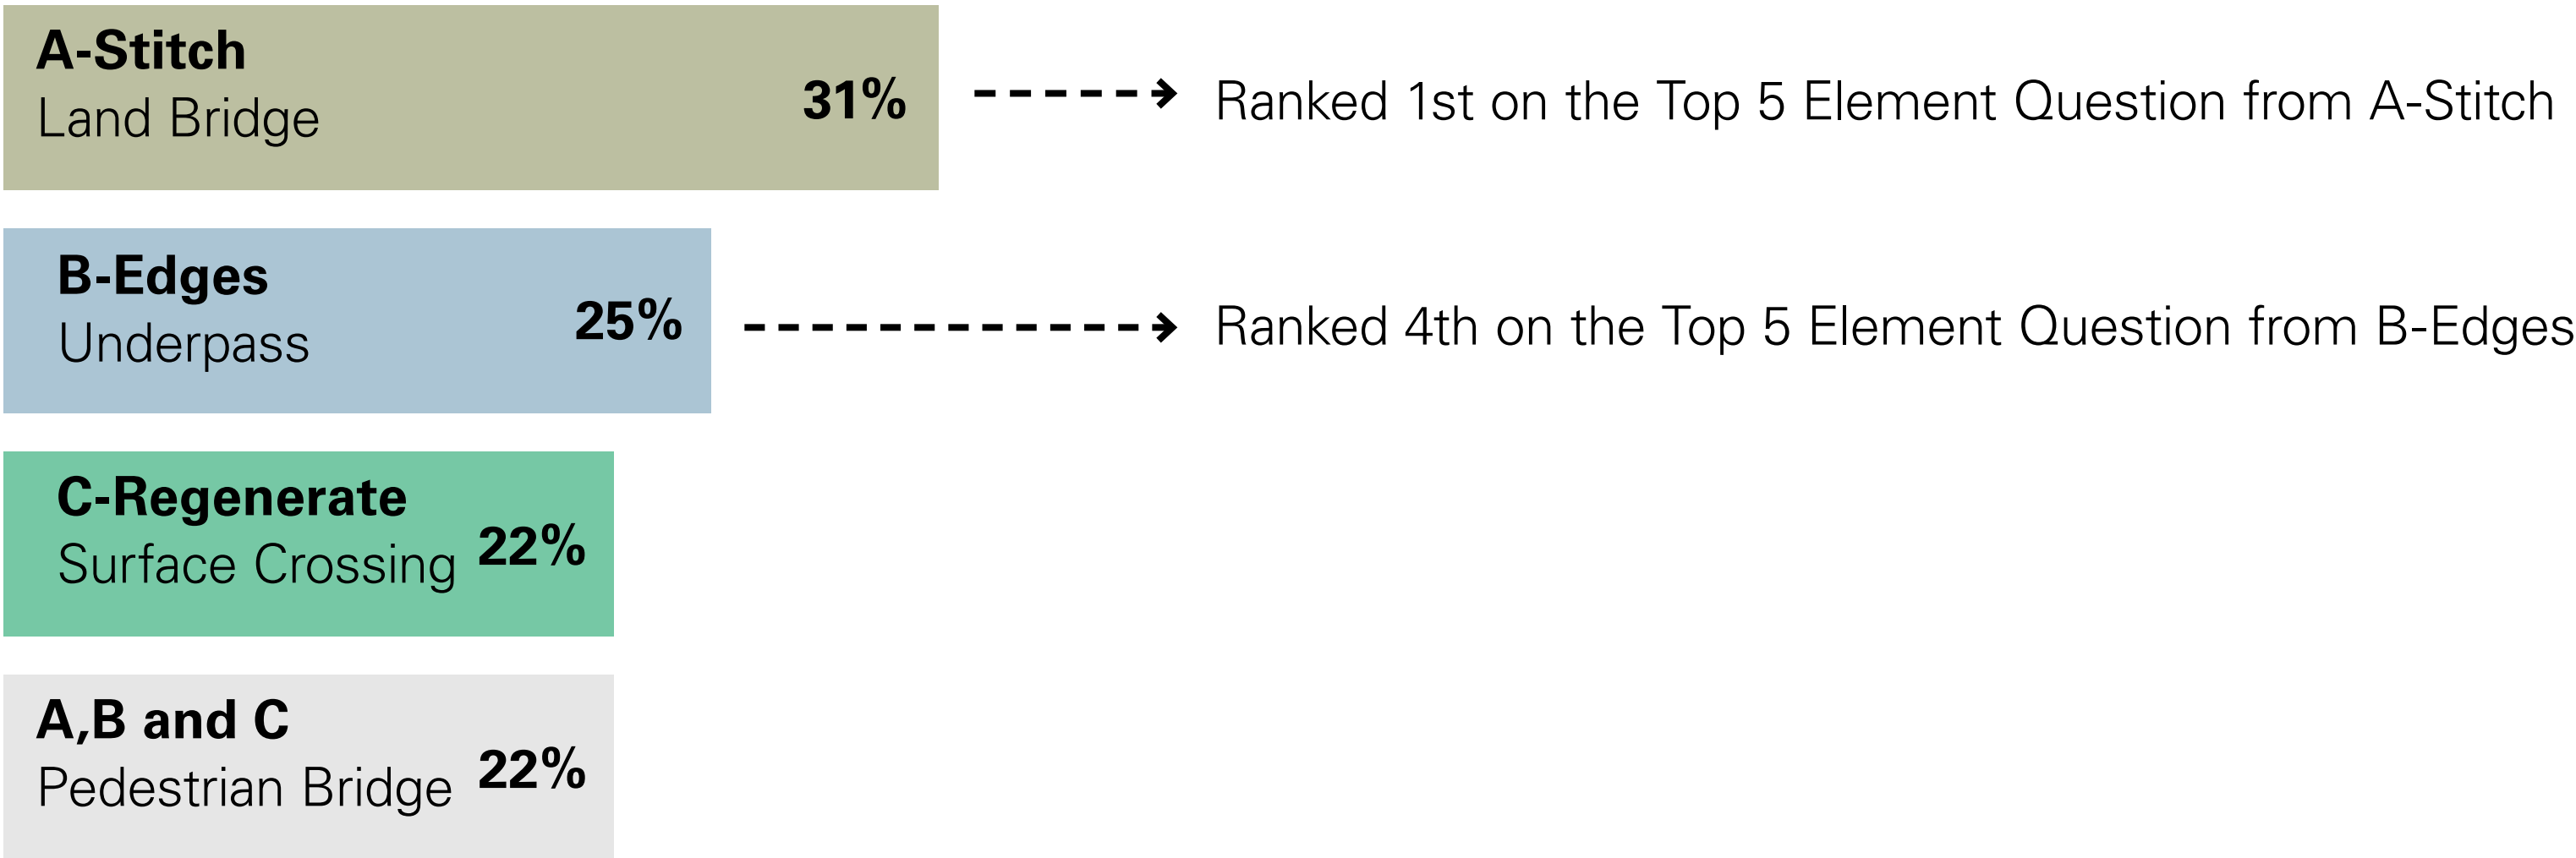 A-Stitch
Land Bridge
31%
Ranked 1st on the Top 5 Element Question from A-Stitch
B-Edges
Underpass
25%
Ranked 4th on the Top 5 Element Question from B-Edges
C-Regenerate
Surface Crossing
22%
A,B and C
Pedestrian Bridge
22%